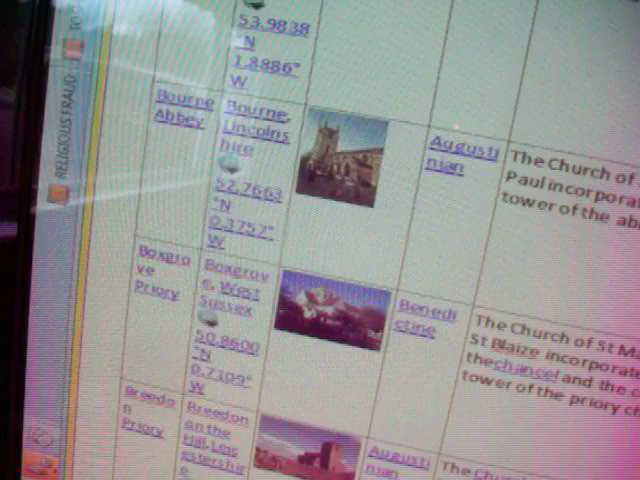 53.9838
°N
1.8886°
W
RELIGIOUS FRAUD
Bourne
Abbey
Bourne,
Lincolns
hire
52.7663
°N
0.3757°
W
Augusti
nian
The Church of
Paul incorpora
tower of the ab
Boxgro
ve
Priory
Boxgrov
e, West
Sussex
50.8600
°N
0.7109°
W
Benedi
ctine
The Church of St M
St Blaize incorporate
the chancel and the c
tower of the priory ch
Breedo
n
Priory
Breedon
on the
Hill, Leic
estershir
e
Augusti
nian
The Church